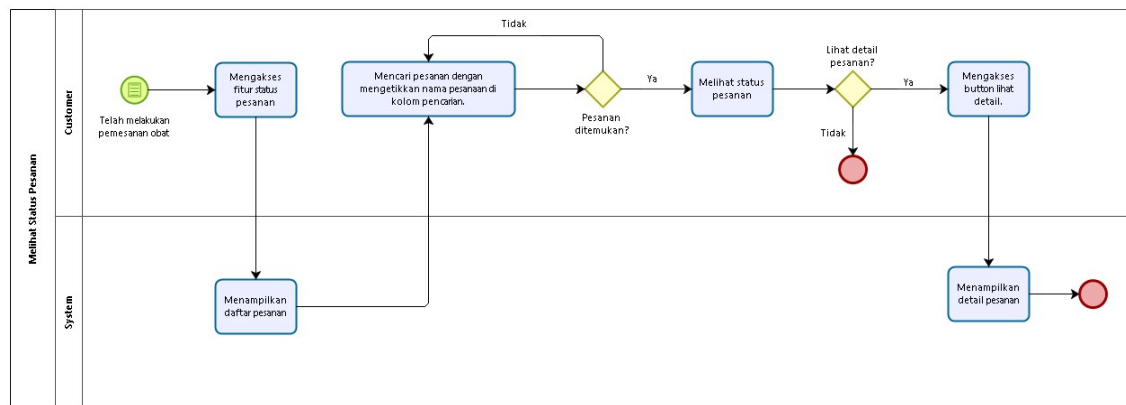 Melihat Status Pesanan
Customer
Telah melakukan
pemesanan obat
Mengakses
fitur status
pesanan
Mencari pesanan dengan
mengetikkan nama pesanaan di
kolom pencarian.
Tidak
Pesanan
ditemukan?
Ya
Melihat status
pesanan
Lihat detail
pesanan?
Tidak
Ya
Mengakses
button lihat
detail.
System
Menampilkan
daftar pesanan
Menampilkan
detail pesanan